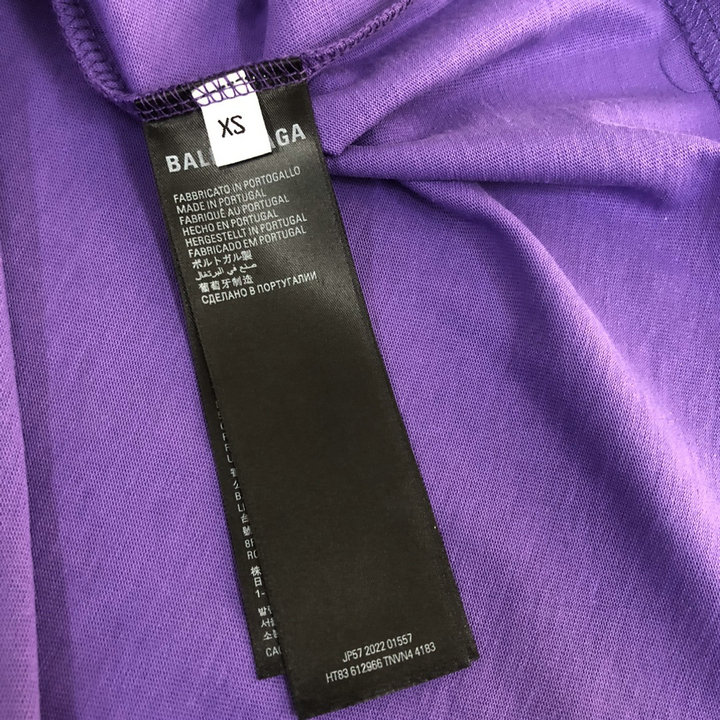 XS
FABBRICATO IN PORTOGALLO
MADE IN PORTUGAL
FABRIQUÉ AU PORTUGAL
HECHO EN PORTUGAL
HERGESTELLT IN PORTUGAL
FABRICADO EM PORTUGAL
ポルトガル製
صنع في البرتغال
葡萄牙制造
СДЕЛАНО В ПОРТУГАЛИИ
JP57 2022 01557
HT83 612966 TNVN4 4183